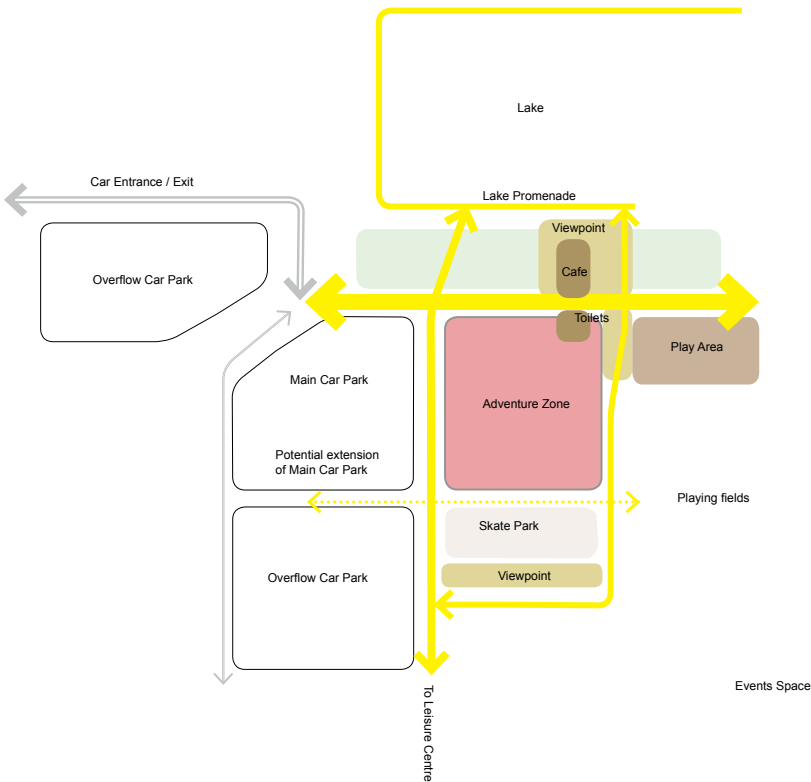 Lake
Car Entrance / Exit
Lake Promenade
Viewpoint
Overflow Car Park
Cafe
Toilets
Play Area
Main Car Park
Adventure Zone
Potential extension
of Main Car Park
Playing fields
Skate Park
Overflow Car Park
Viewpoint
Events Space
To Leisure Centre